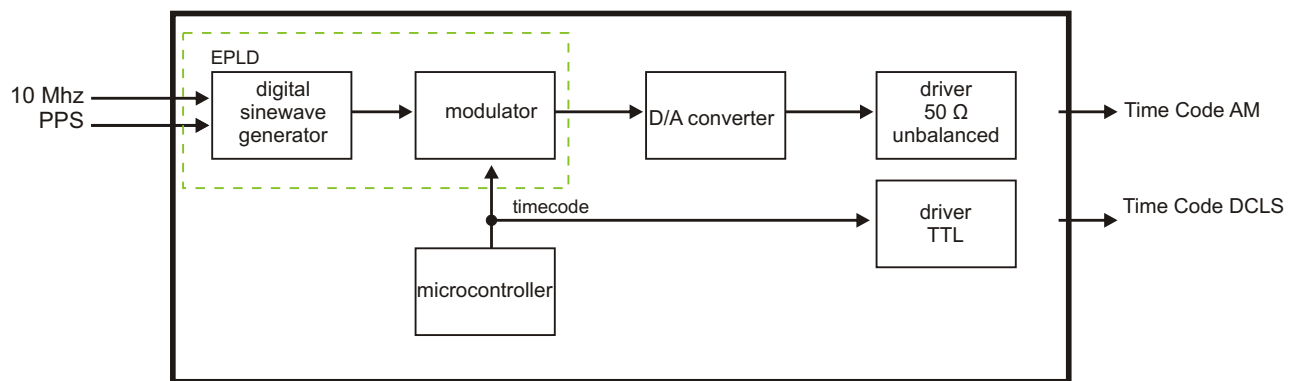 EPLD
10 Mhz
PPS
digital
sinewave
generator
modulator
D/A converter
driver
50 Ω
unbalanced
Time Code AM
timecode
driver
TTL
Time Code DCLS
microcontroller